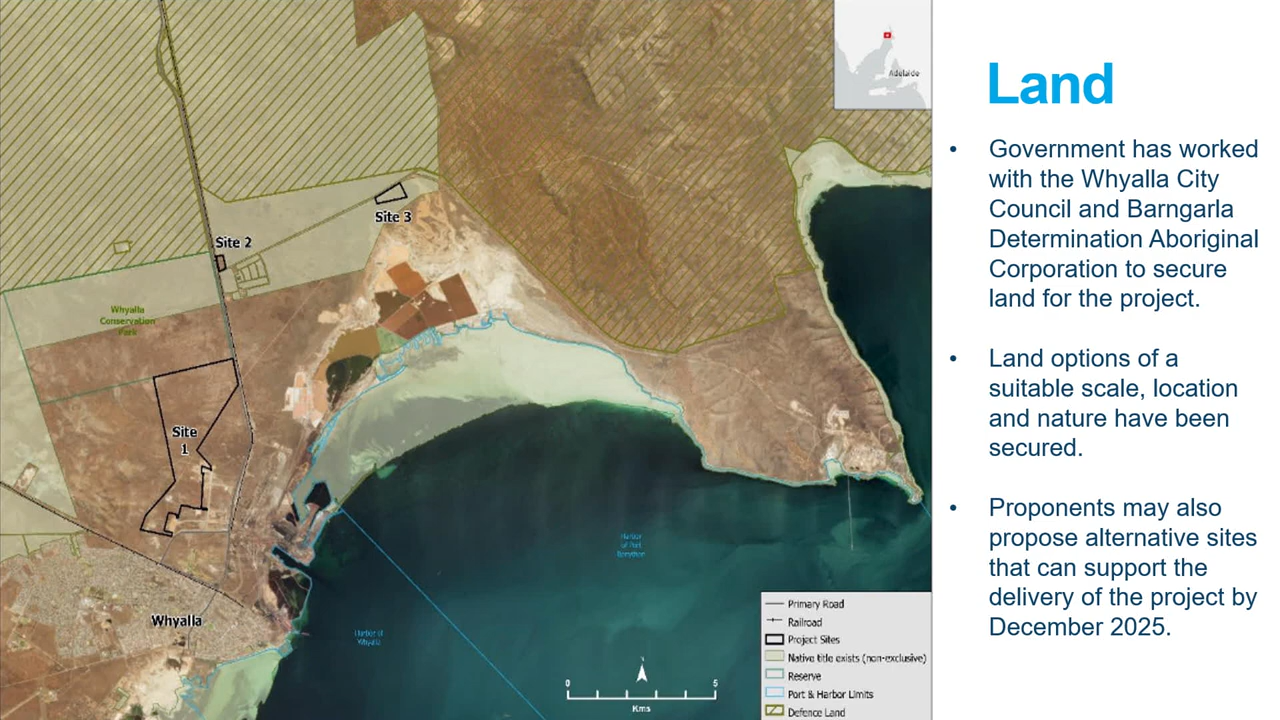 Adelaide
Land
• Government has worked
with the Whyalla City
Council and Barngarla
Determination Aboriginal
Corporation to secure
land for the project.
• Land options of a
suitable scale, location
and nature have been
secured.
• Proponents may also
propose alternative sites
that can support the
delivery of the project by
December 2025.
Site 3
Site 2
Whyalla
Conservation
Park
Site
1
Whyalla
Harbor of
Whyalla
Harbor
of Port
Bonython
N
0 5
Kms
Primary Road
Railroad
Project Sites
Native title exists (non-exclusive)
Reserve
Port & Harbor Limits
Defence Land